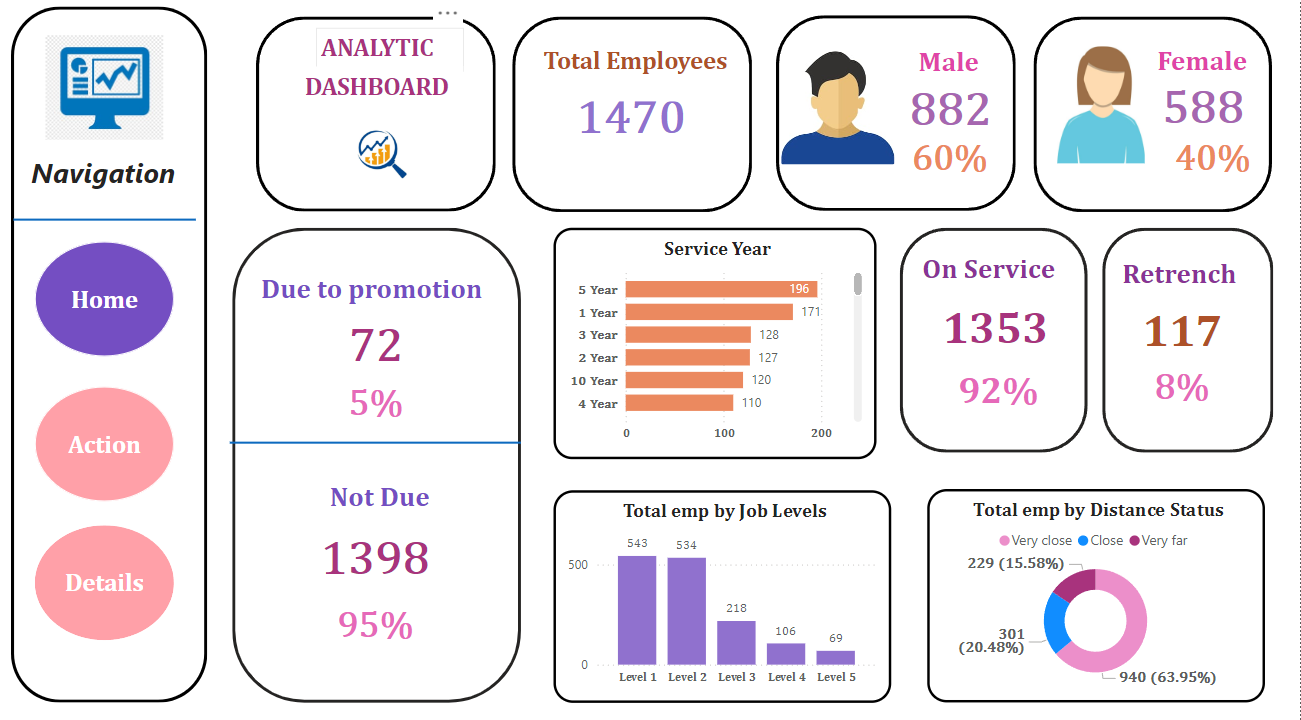 Navigation
Home
Action
Details
ANALYTIC
DASHBOARD
Total Employees
1470
Male
882
60%
Female
588
40%
Due to promotion
72
5%
Not Due
1398
95%
Service Year
5 Year 196
1 Year 171
3 Year 128
2 Year 127
10 Year 120
4 Year 110
0 100 200
On Service
1353
92%
Retrench
117
8%
Total emp by Job Levels
543 534 218 106 69
500
0
Level 1 Level 2 Level 3 Level 4 Level 5
Total emp by Distance Status
Very close Close Very far
229 (15.58%)
301
(20.48%)
940 (63.95%)